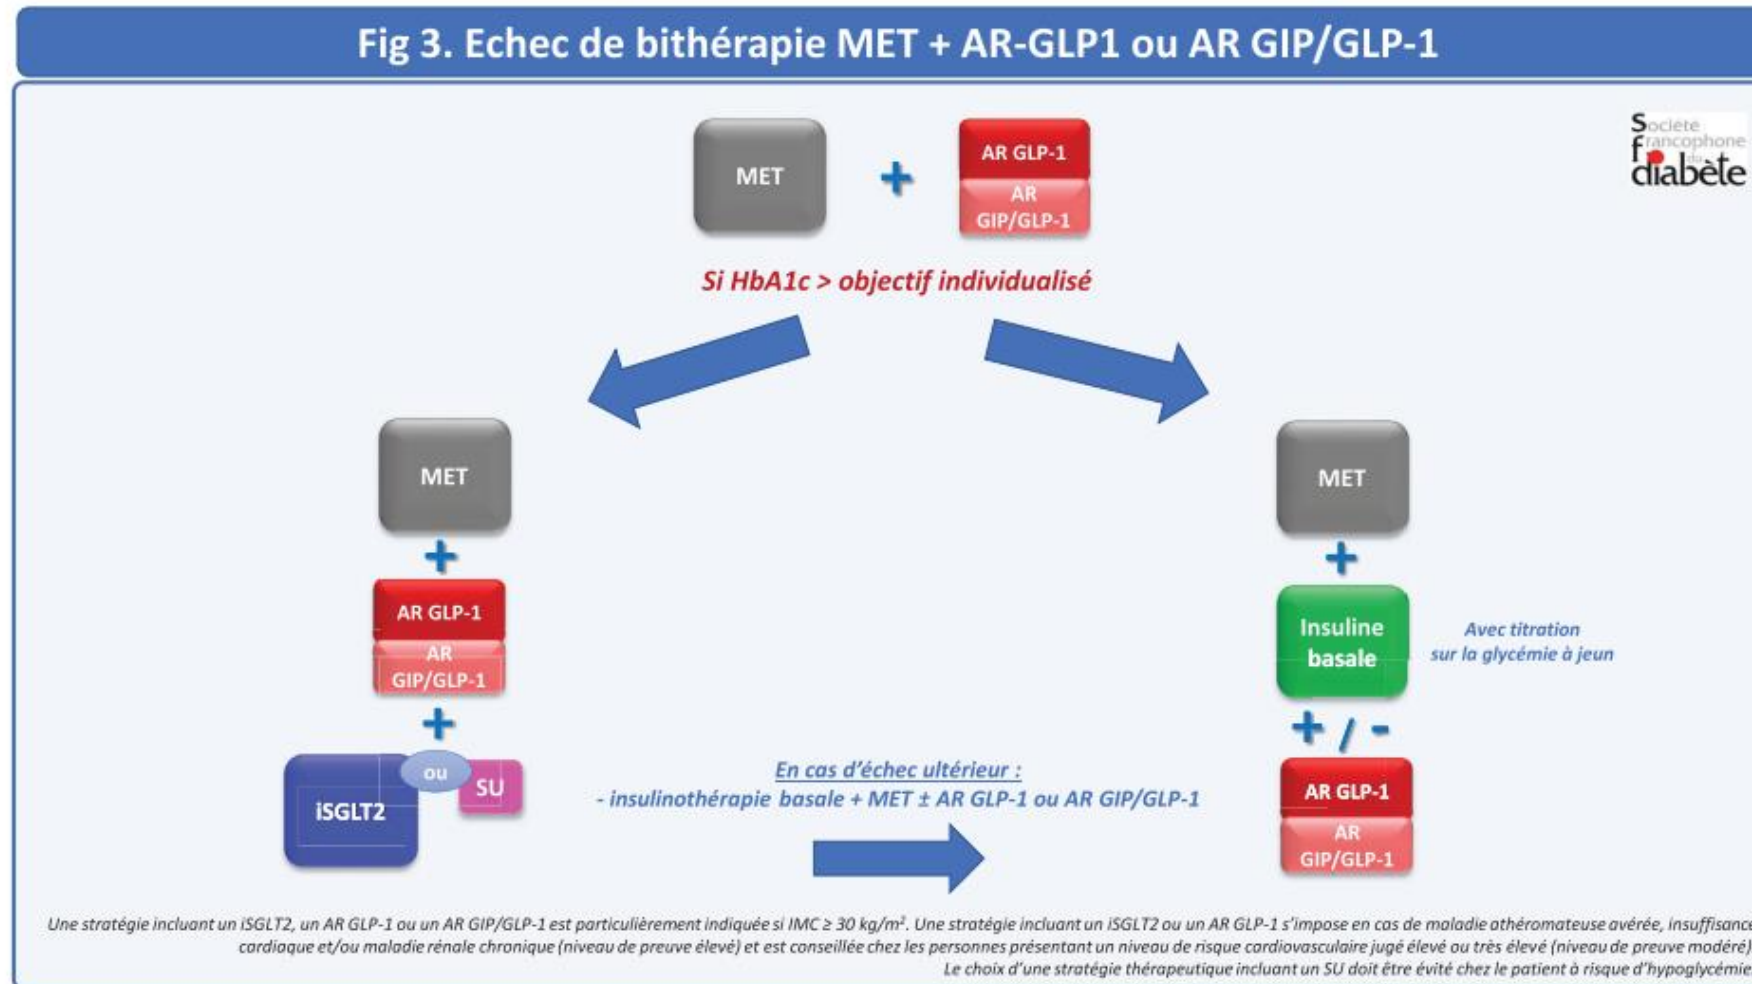 Fig 3. Echec de bithérapie MET + AR-GLP1 ou AR GIP/GLP-1
Société
francophone
du
diabète
MET
+
AR GLP-1
AR
GIP/GLP-1
Si HbA1c > objectif individualisé
MET
+
AR GLP-1
AR
GIP/GLP-1
+
iSGLT2
ou
SU
En cas d'échec ultérieur :
- insulinothérapie basale + MET ± AR GLP-1 ou AR GIP/GLP-1
MET
+
Insuline
basale
Avec titration
sur la glycémie à jeun
+ / -
AR GLP-1
AR
GIP/GLP-1
Une stratégie incluant un iSGLT2, un AR GLP-1 ou un AR GIP/GLP-1 est particulièrement indiquée si IMC ≥ 30 kg/m². Une stratégie incluant un iSGLT2 ou un AR GLP-1 s'impose en cas de maladie athéromateuse avérée, insuffisance
cardiaque et/ou maladie rénale chronique (niveau de preuve élevé) et est conseillée chez les personnes présentant un niveau de risque cardiovasculaire jugé élevé ou très élevé (niveau de preuve modéré)
Le choix d'une stratégie thérapeutique incluant un SU doit être évité chez le patient à risque d'hypoglycémie